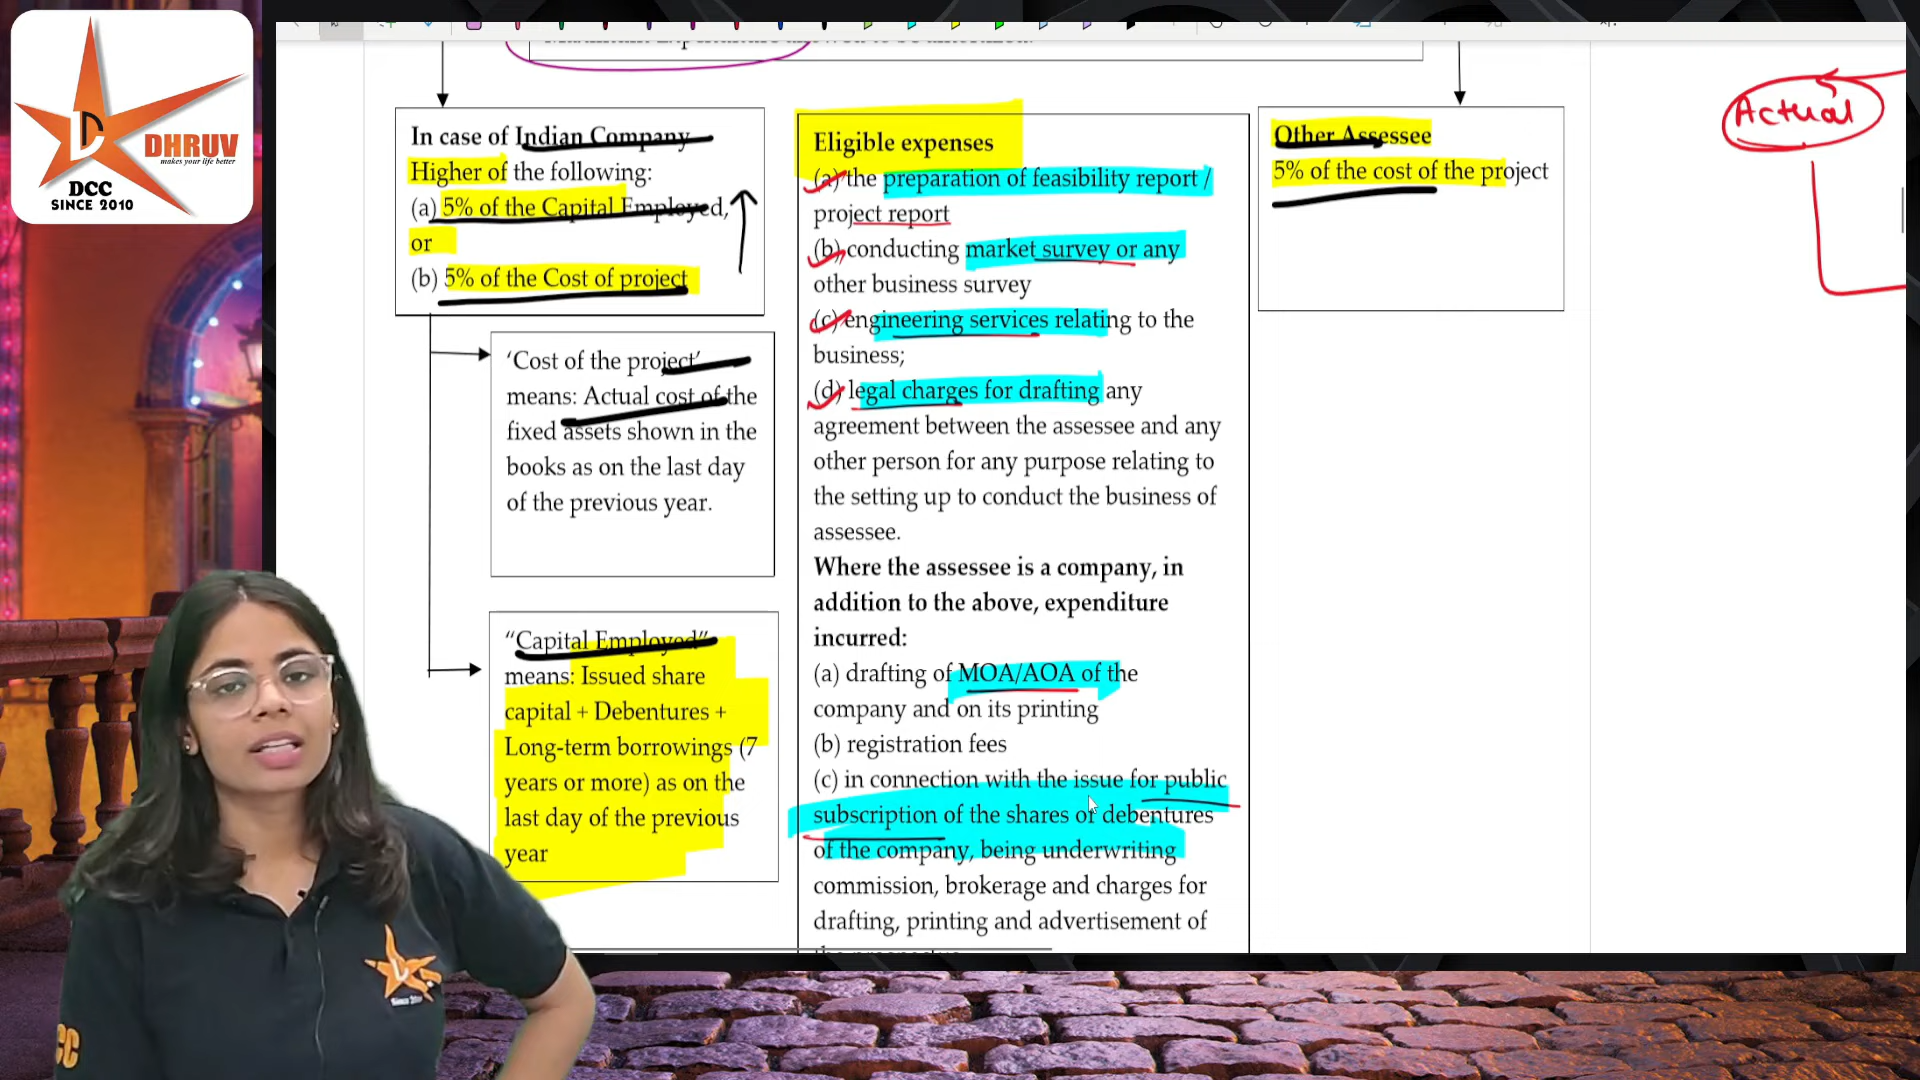 DHRUV
makes your life better
DCC
SINCE 2010
In case of Indian Company
Higher of the following:
(a) 5% of the Capital Employed,
or
(b) 5% of the Cost of project
'Cost of the project'
means: Actual cost of the
fixed assets shown in the
books as on the last day
of the previous year.
"Capital Employed"
means: Issued share
capital + Debentures +
Long-term borrowings (7
years or more) as on the
last day of the previous
year
Eligible expenses
(a) the preparation of feasibility report /
project report
(b) conducting market survey or any
other business survey
(c) engineering services relating to the
business;
(d) legal charges for drafting any
agreement between the assessee and any
other person for any purpose relating to
the setting up to conduct the business of
assessee.
Where the assessee is a company, in
addition to the above, expenditure
incurred:
(a) drafting of MOA/AOA of the
company and on its printing
(b) registration fees
(c) in connection with the issue for public
subscription of the shares or debentures
of the company, being underwriting
commission, brokerage and charges for
drafting, printing and advertisement of
Other Assessee
5% of the cost of the project
Actual
Since 2010
CC